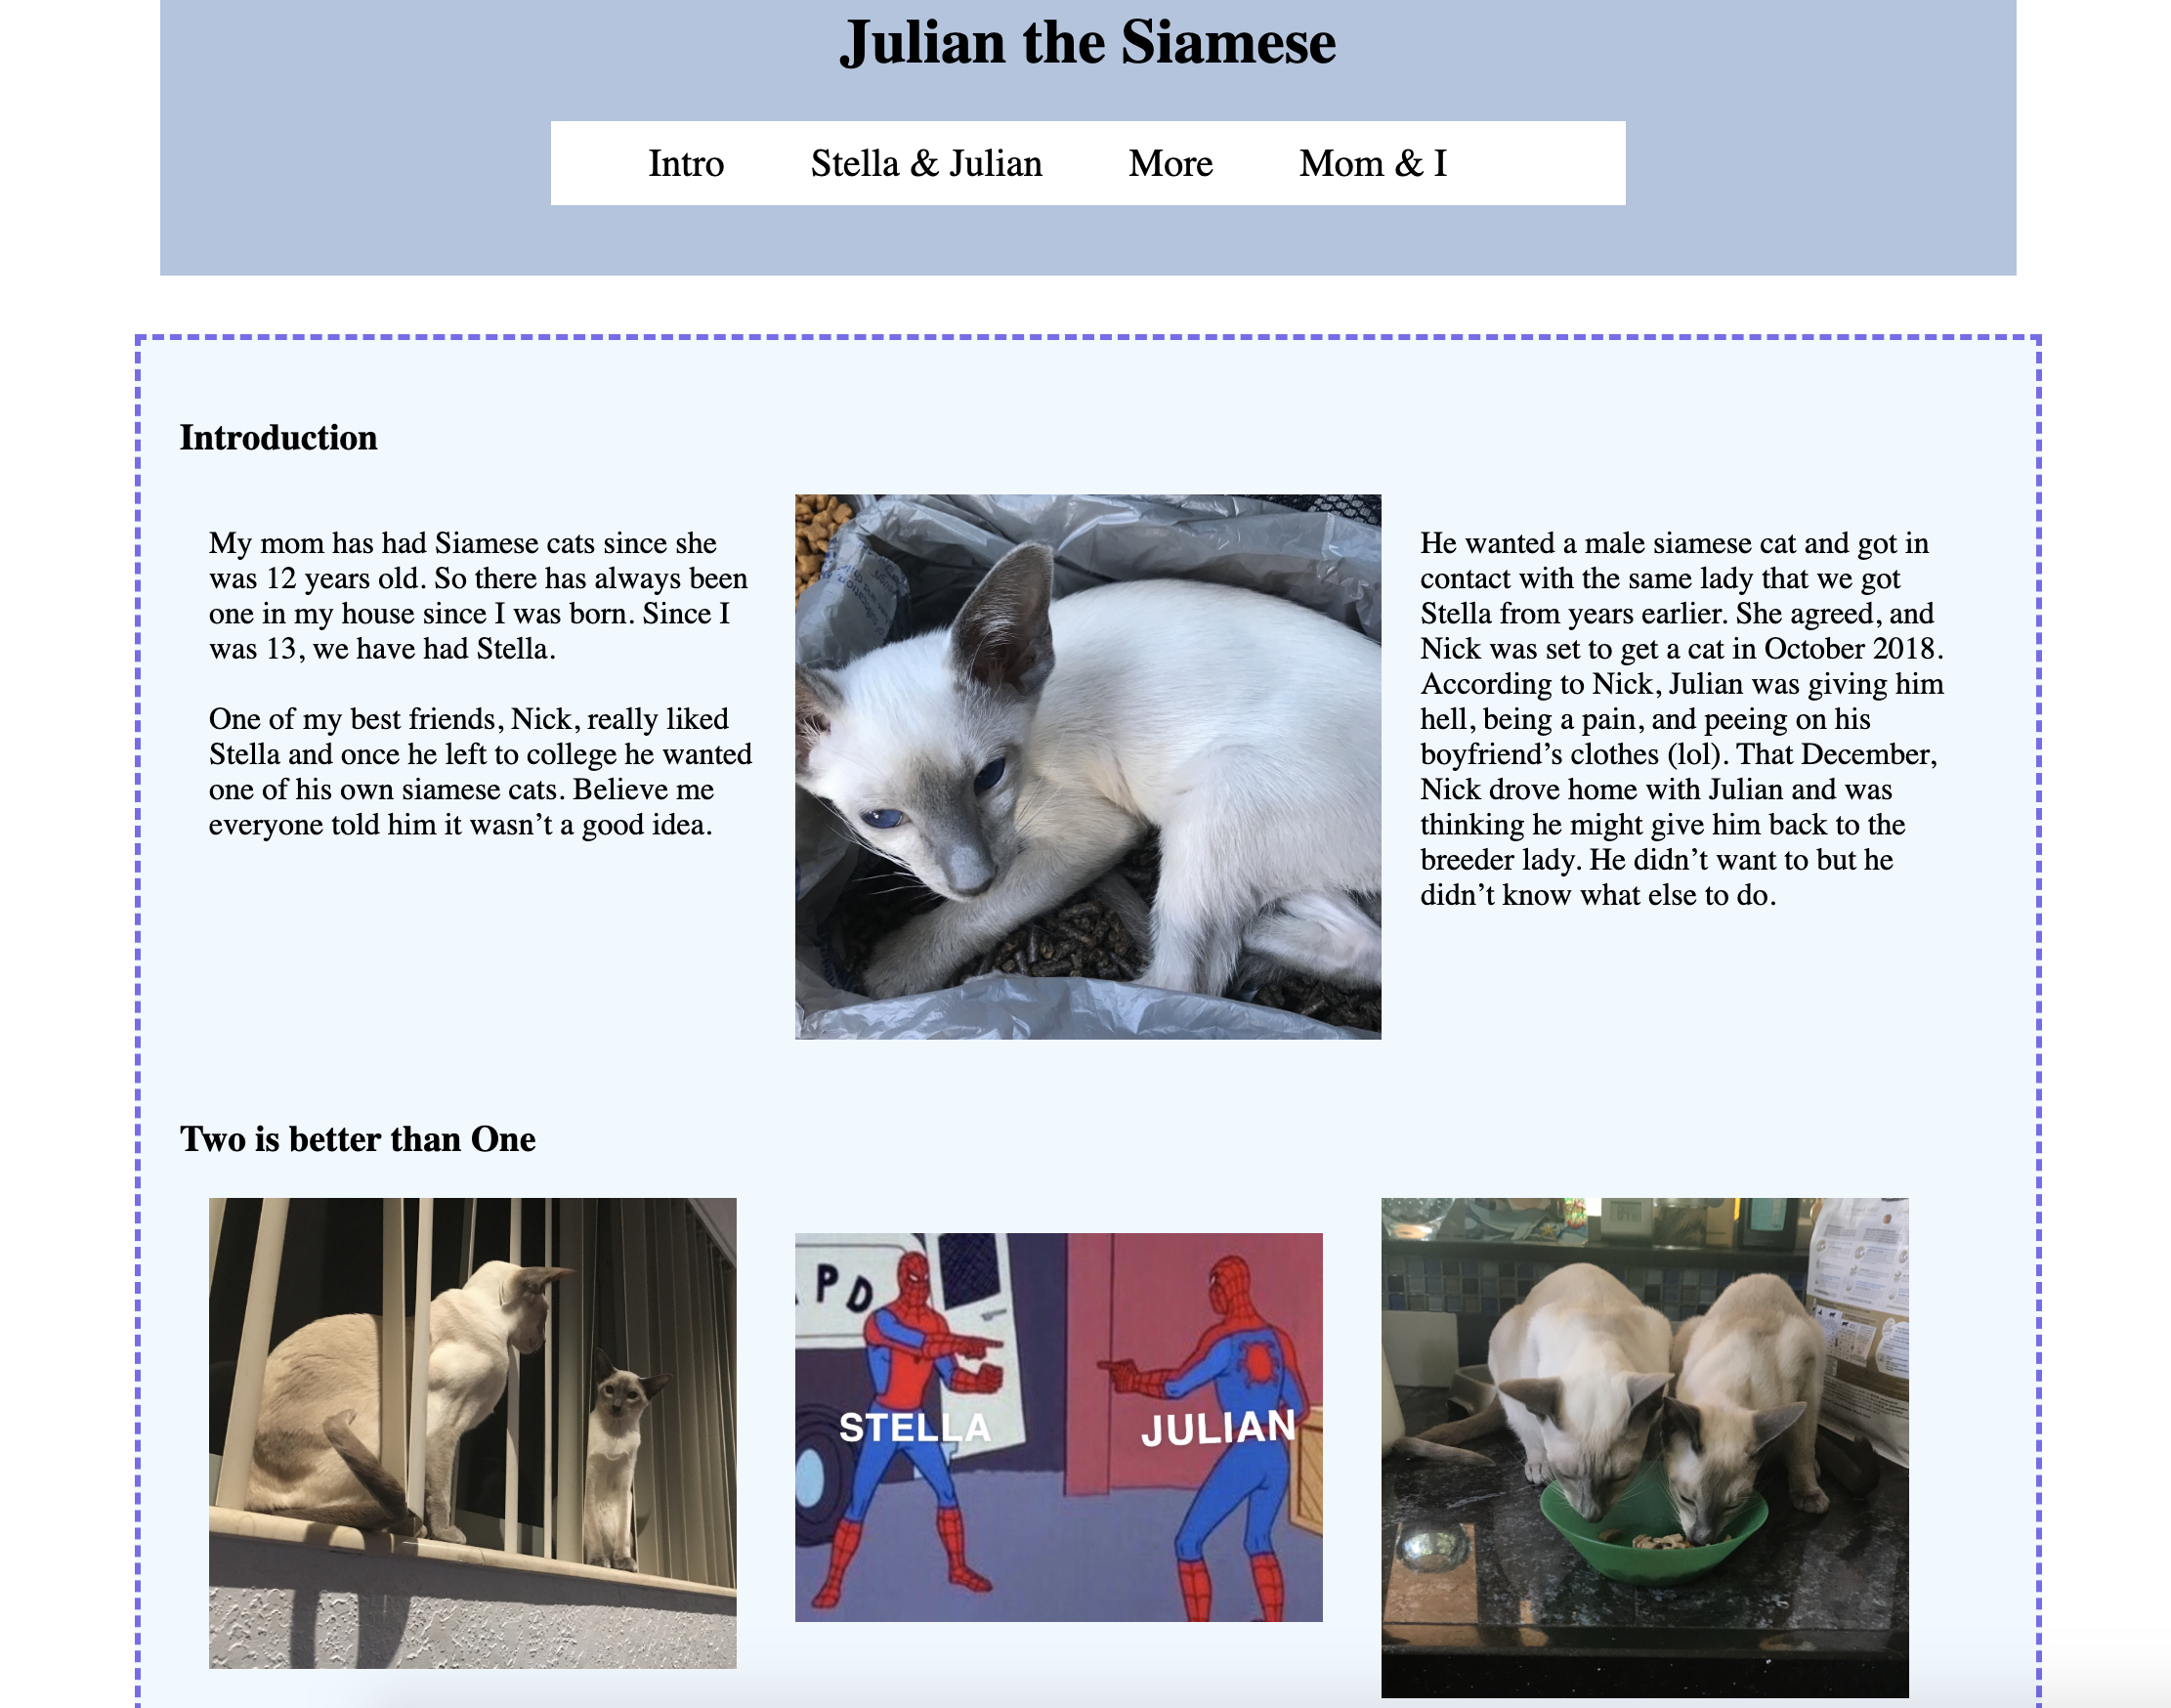 Julian the Siamese
Intro Stella & Julian More Mom & I
Introduction
My mom has had Siamese cats since she
was 12 years old. So there has always been
one in my house since I was born. Since I
was 13, we have had Stella.
One of my best friends, Nick, really liked
Stella and once he left to college he wanted
one of his own siamese cats. Believe me
everyone told him it wasn’t a good idea.
He wanted a male siamese cat and got in
contact with the same lady that we got
Stella from years earlier. She agreed, and
Nick was set to get a cat in October 2018.
According to Nick, Julian was giving him
hell, being a pain, and peeing on his
boyfriend’s clothes (lol). That December,
Nick drove home with Julian and was
thinking he might give him back to the
breeder lady. He didn’t want to but he
didn’t know what else to do.
Two is better than One
PD
STELLA
JULIAN